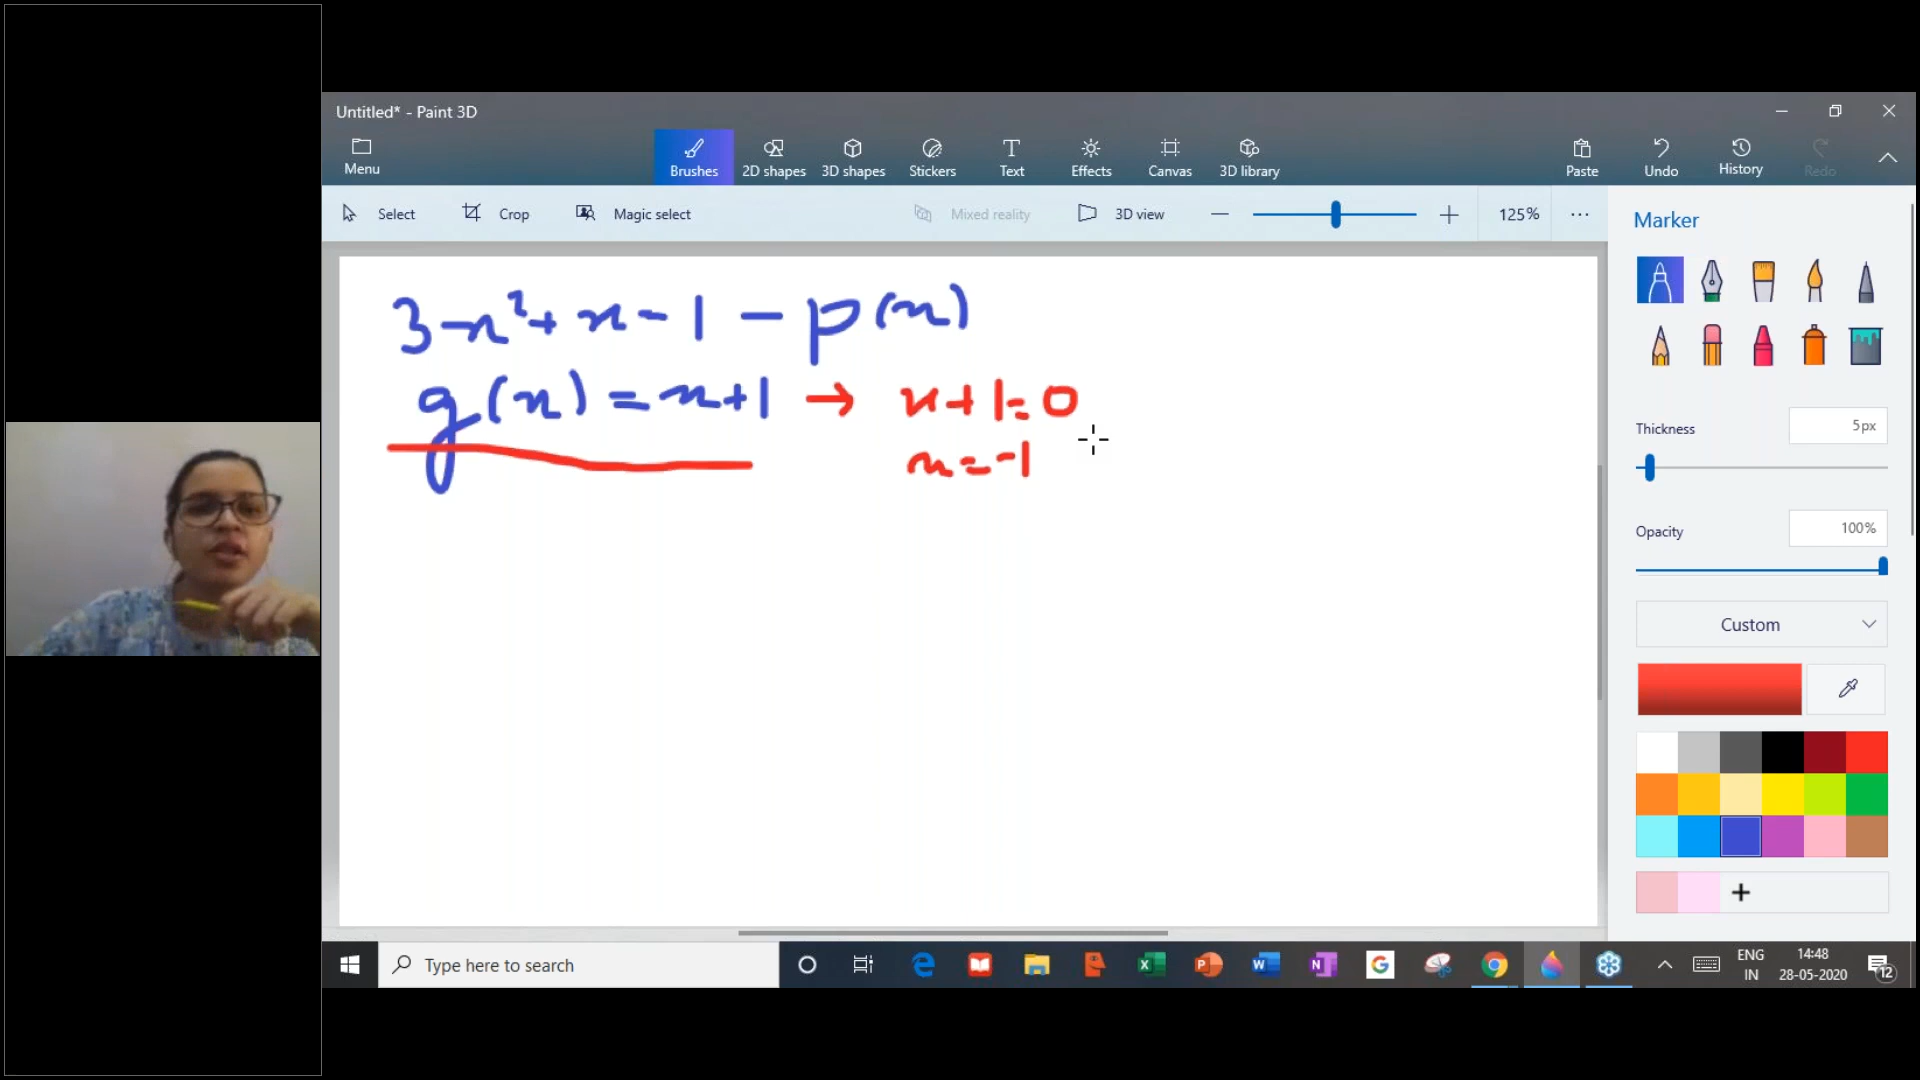 Untitled* - Paint 3D
Menu
Brushes
2D shapes
3D shapes
Stickers
Text
Effects
Canvas
3D library
Paste
Undo
History
Redo
Select
Crop
Magic select
Mixed reality
3D view
125%
Marker
3x²+x-1-p(x)
g(x)=x+1→x+1=0
x=-1
Thickness
5px
Opacity
100%
Custom
Type here to search
ENG
IN
14:48
28-05-2020
12